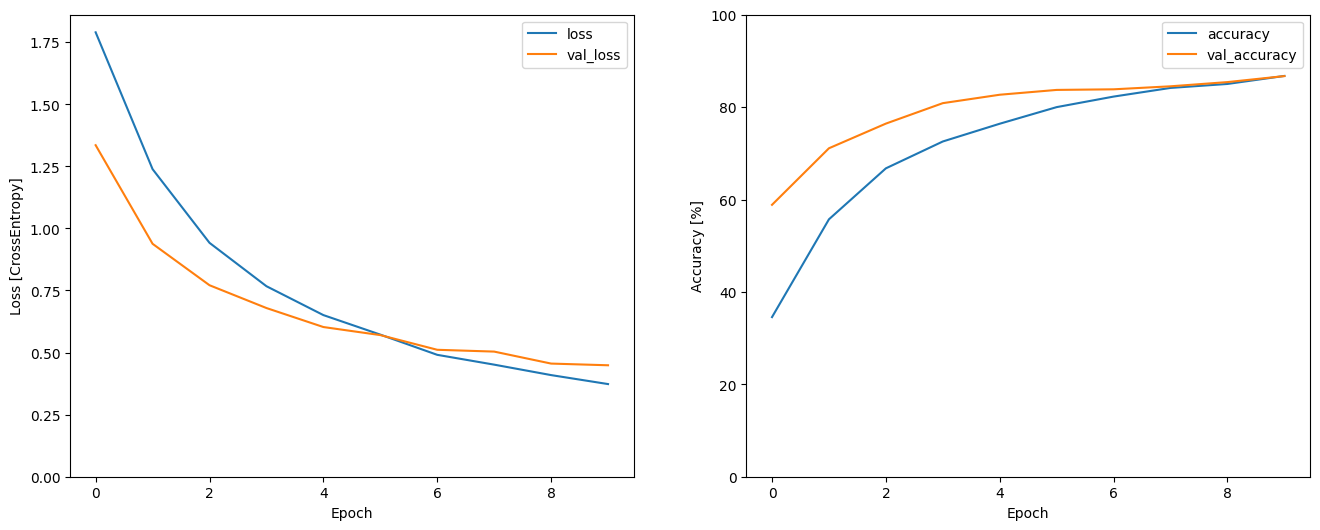 Loss [CrossEntropy]
1.75
1.50
1.25
1.00
0.75
0.50
0.25
0.00
0 2 4 6 8
Epoch
loss
val_loss
Accuracy [%]
100
80
60
40
20
0
0 2 4 6 8
Epoch
accuracy
val_accuracy